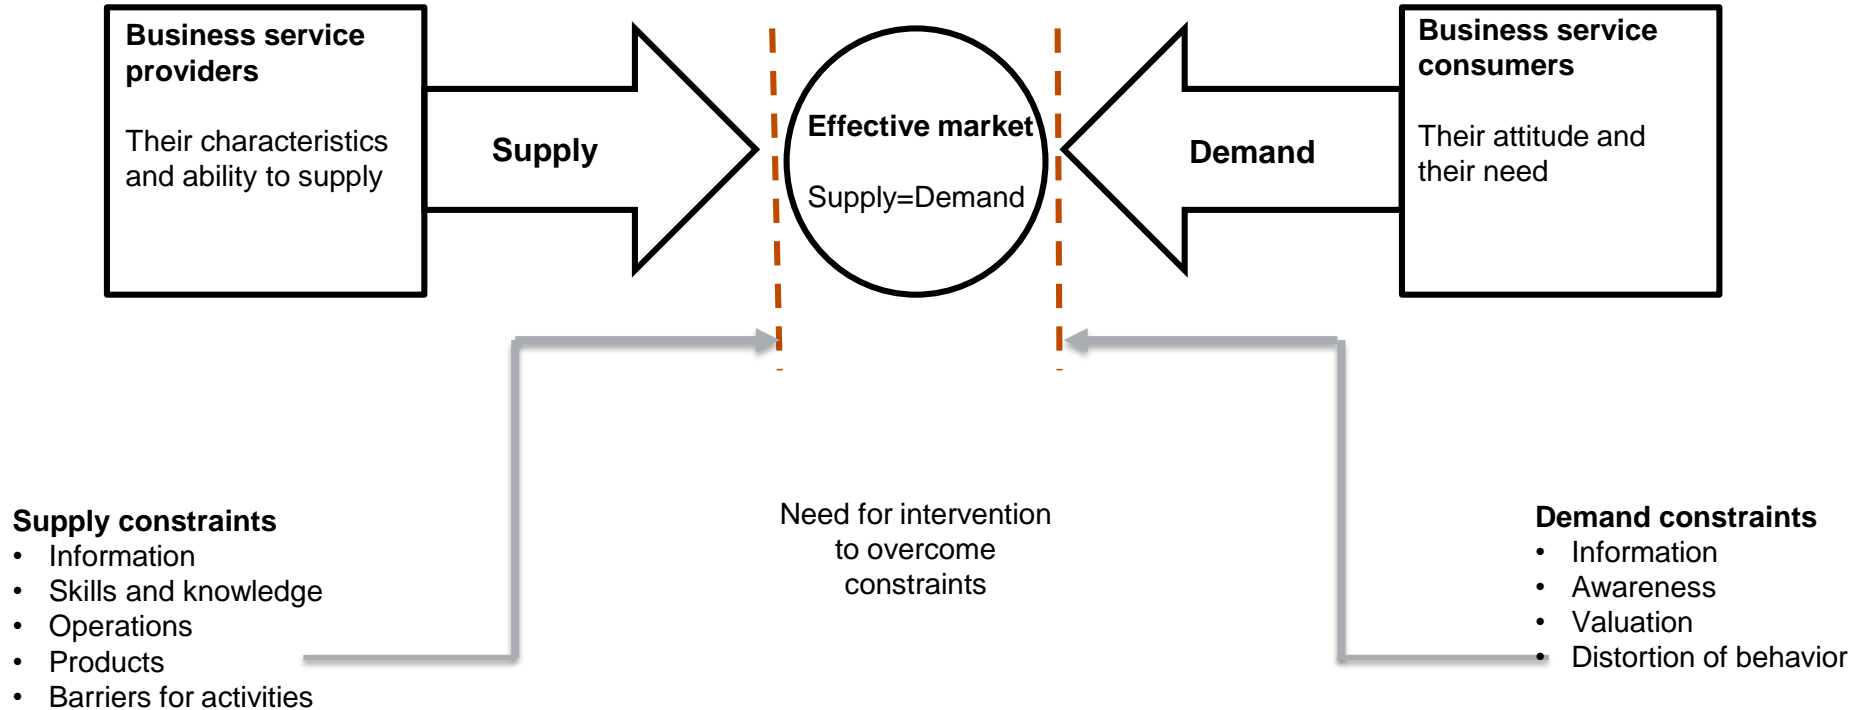 Business service
providers
Their characteristics
and ability to supply
Supply
Effective market
Supply=Demand
Demand
Business service
consumers
Their attitude and
their need
Supply constraints
• Information
• Skills and knowledge
• Operations
• Products
• Barriers for activities
Need for intervention
to overcome
constraints
Demand constraints
• Information
• Awareness
• Valuation
• Distortion of behavior